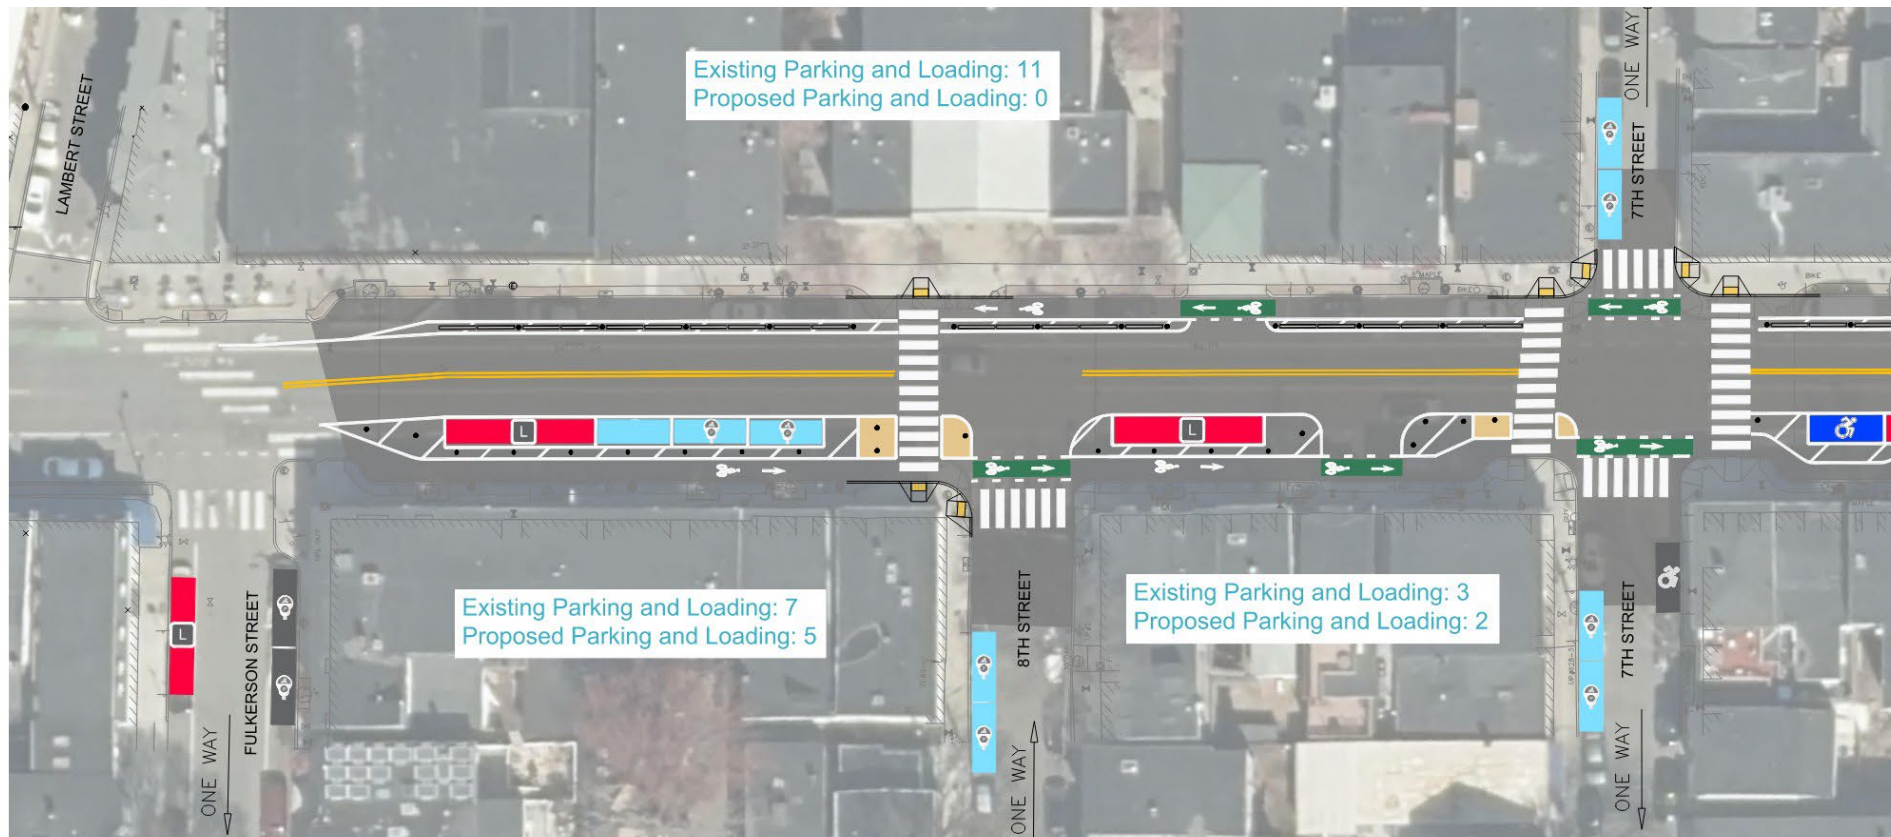 Existing Parking and Loading: 11
Proposed Parking and Loading: 0
LAMBERT STREET
ONE WAY
7TH STREET
BIKE
BIKE
L
L
Existing Parking and Loading: 7
Proposed Parking and Loading: 5
Existing Parking and Loading: 3
Proposed Parking and Loading: 2
L
FULKERSON STREET
ONE WAY
8TH STREET
ONE WAY
7TH STREET
ONE WAY